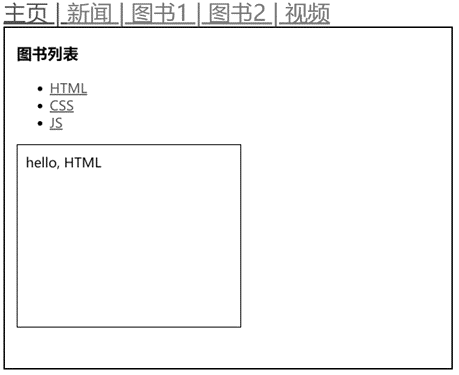 主页 | 新闻 | 图书1 | 图书2 | 视频
图书列表
HTML
CSS
JS
hello, HTML